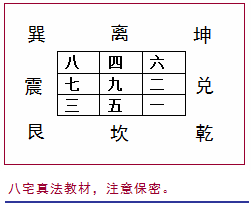 巽 离 坤
八 四 六
震 七 九 二 兑
三 五 一
艮 坎 乾
八宅真法教材，注意保密。